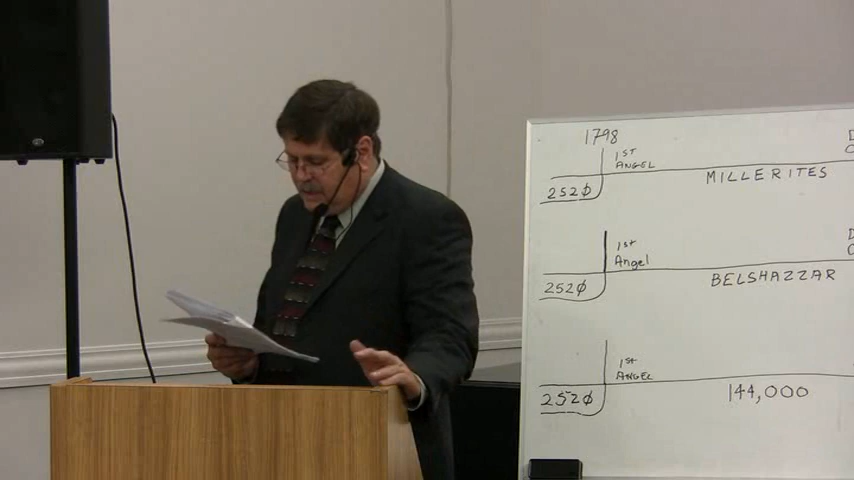 1798
1ST
ANGEL
D
MILLERITES
2520
1st
Angel
D
BELSHAZZAR
2520
1st
ANGEL
144,000
2520